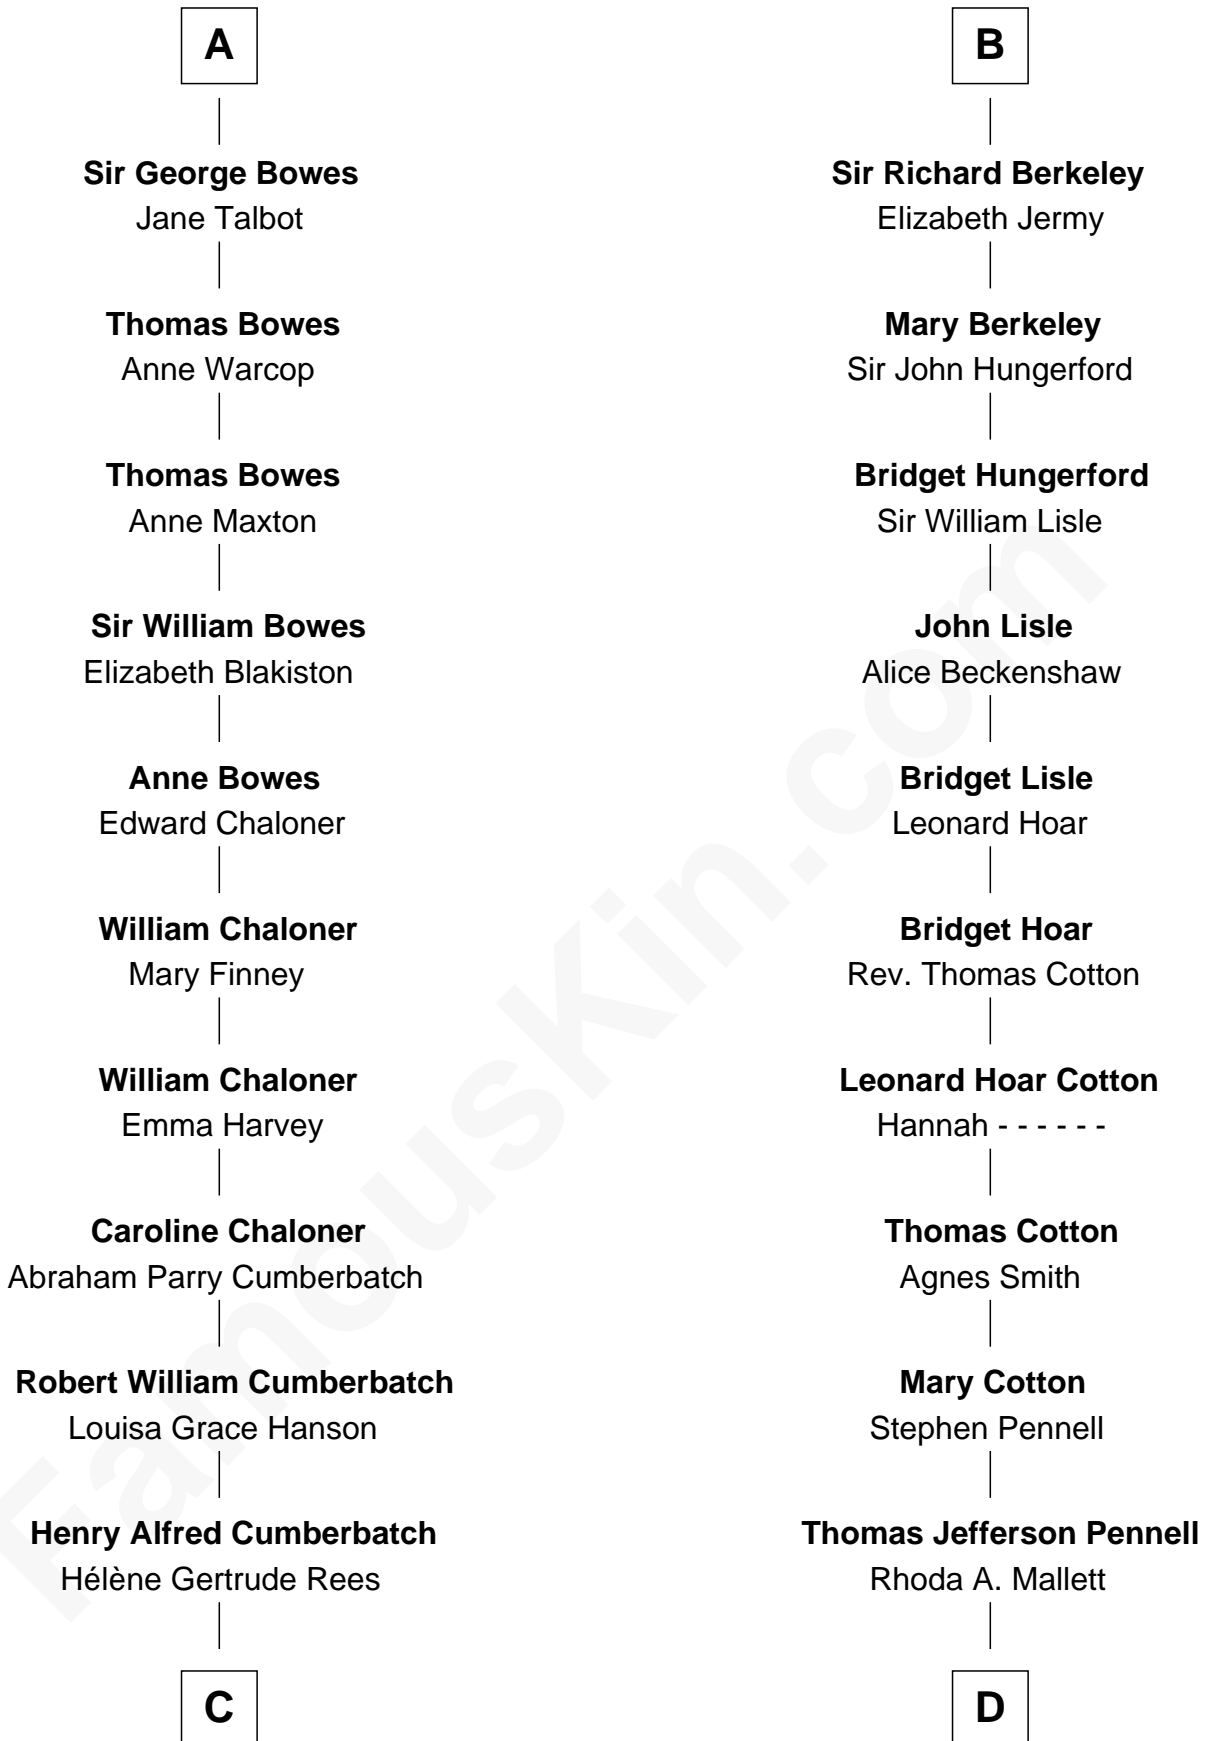 A
Sir George Bowes
Jane Talbot
Thomas Bowes
Anne Warcop
Thomas Bowes
Anne Maxton
Sir William Bowes
Elizabeth Blakiston
Anne Bowes
Edward Chaloner
William Chaloner
Mary Finney
William Chaloner
Emma Harvey
Caroline Chaloner
Abraham Parry Cumberbatch
Robert William Cumberbatch
Louisa Grace Hanson
Henry Alfred Cumberbatch
Hélène Gertrude Rees
C
B
Sir Richard Berkeley
Elizabeth Jermy
Mary Berkeley
Sir John Hungerford
Bridget Hungerford
Sir William Lisle
John Lisle
Alice Beckenshaw
Bridget Lisle
Leonard Hoar
Bridget Hoar
Rev. Thomas Cotton
Leonard Hoar Cotton
Hannah - - - - - -
Thomas Cotton
Agnes Smith
Mary Cotton
Stephen Pennell
Thomas Jefferson Pennell
Rhoda A. Mallett
D
FamousKin.com